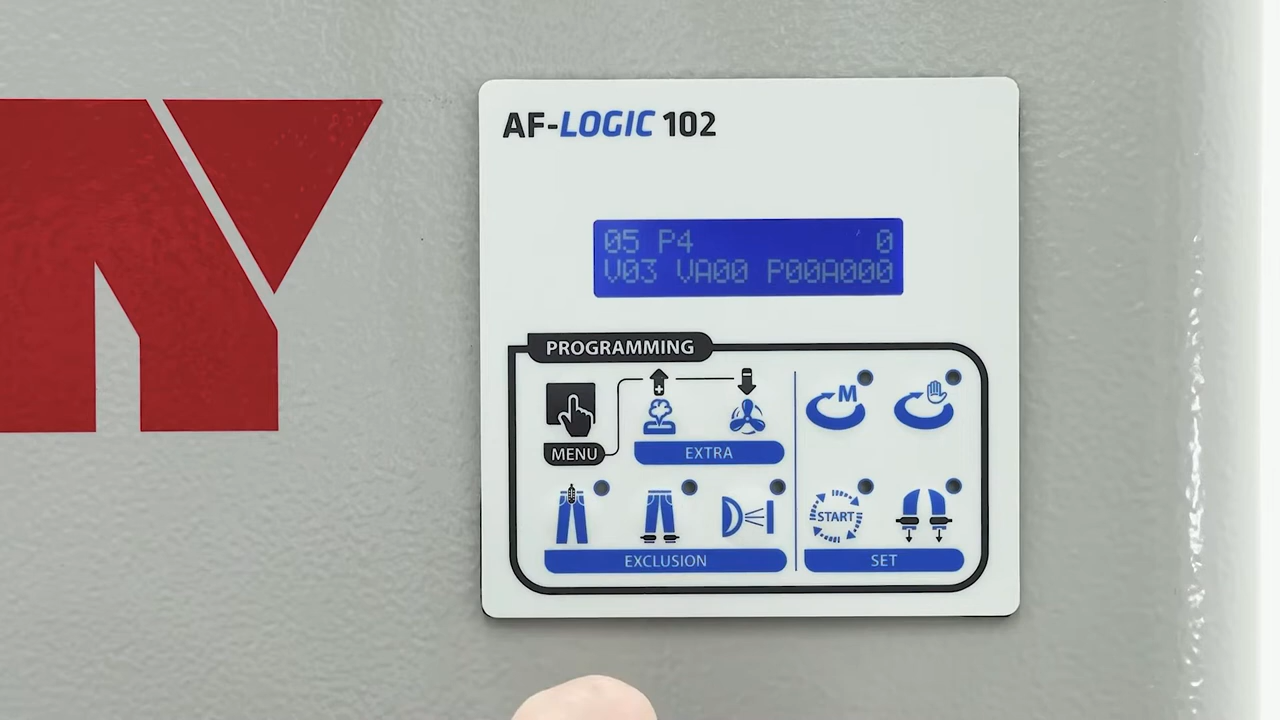 AF-LOGIC 102
05 P4 0
V03 VA00 P00A000
PROGRAMMING
M
MENU
EXTRA
START
EXCLUSION
SET